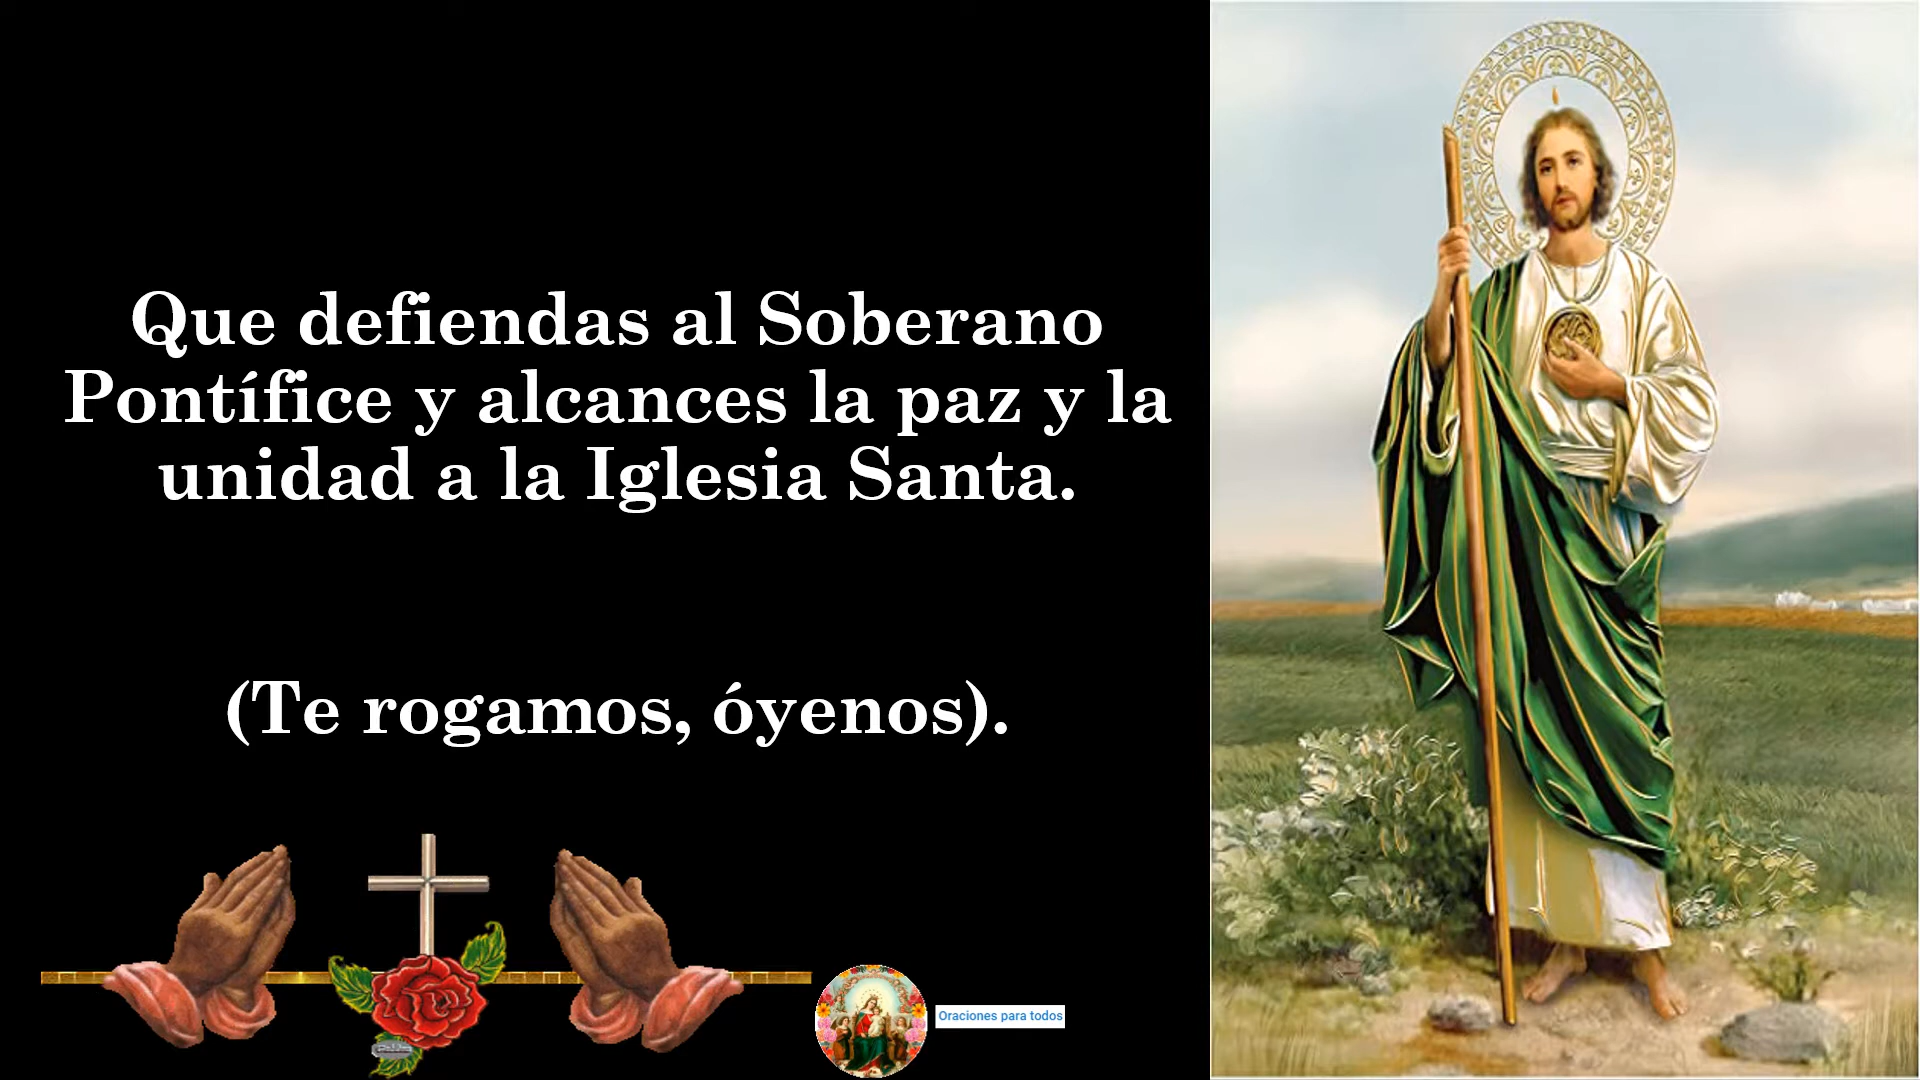 Que defiendas al Soberano
Pontífice y alcances la paz y la
unidad a la Iglesia Santa.
(Te rogamos, óyenos).
Oraciones para todos